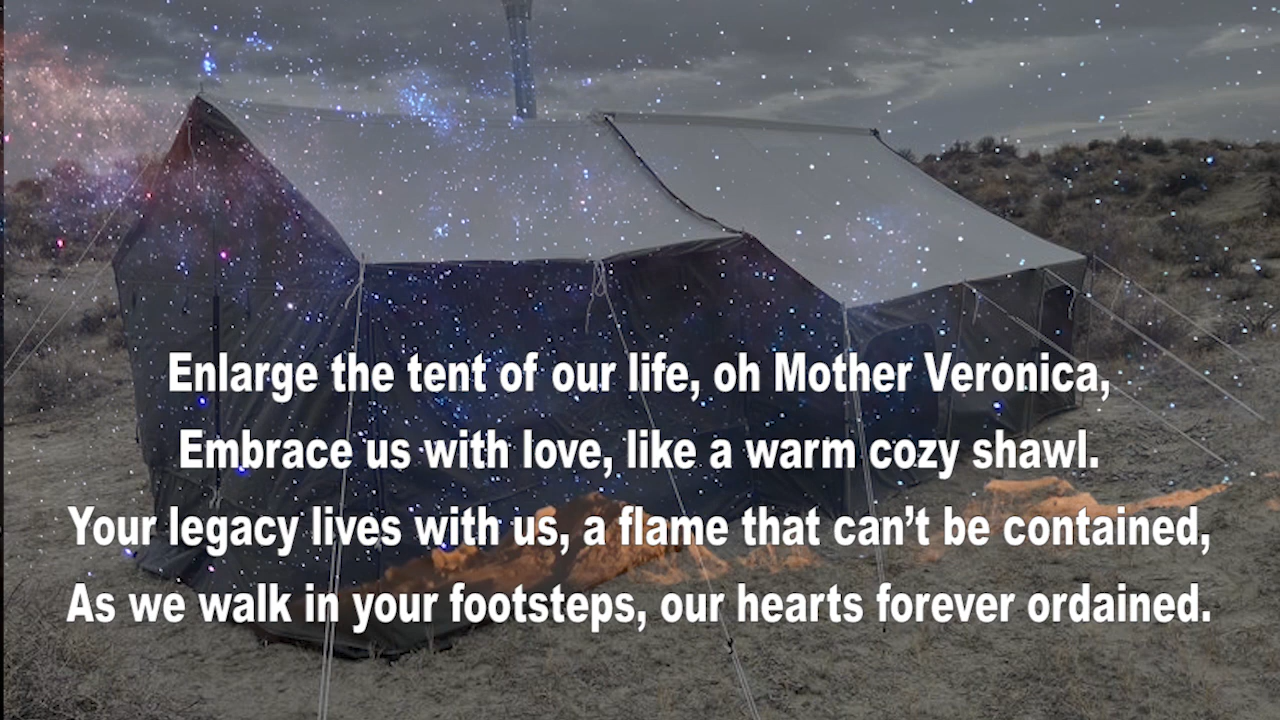 Enlarge the tent of our life, oh Mother Veronica,
Embrace us with love, like a warm cozy shawl.
Your legacy lives with us, a flame that can’t be contained,
As we walk in your footsteps, our hearts forever ordained.